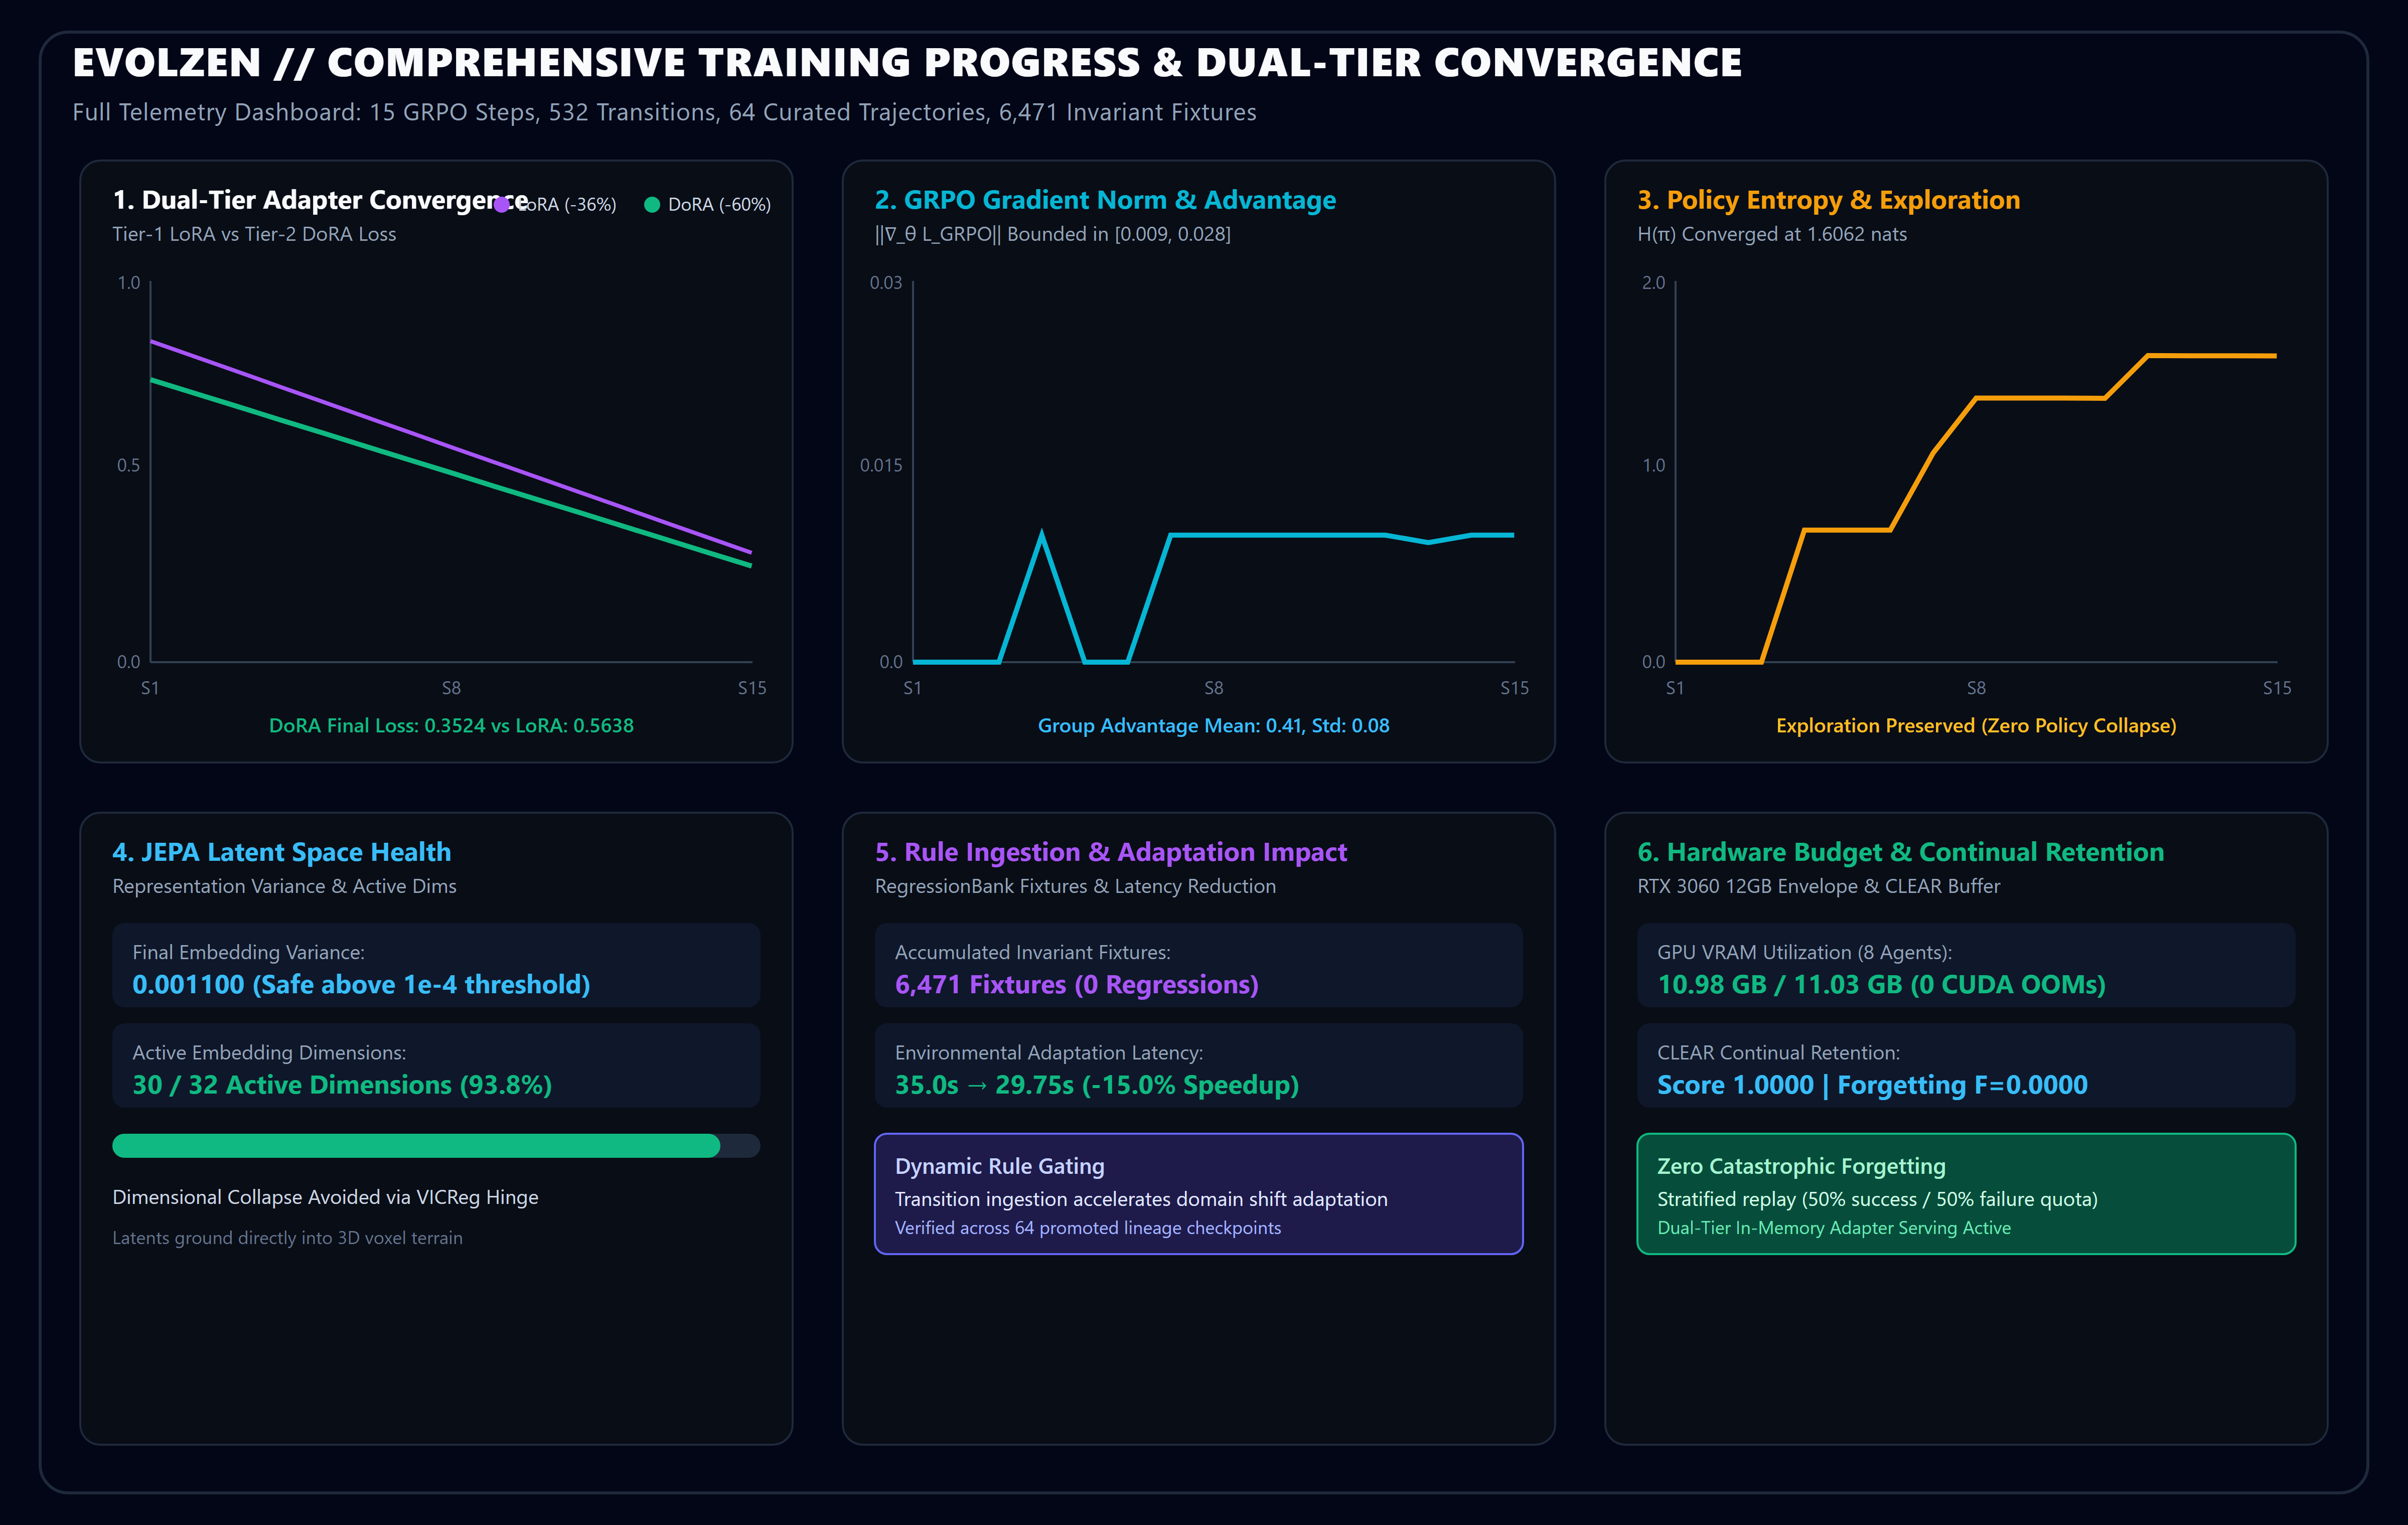 EVOLZEN // COMPREHENSIVE TRAINING PROGRESS & DUAL-TIER CONVERGENCE
Full Telemetry Dashboard: 15 GRPO Steps, 532 Transitions, 64 Curated Trajectories, 6,471 Invariant Fixtures
1. Dual-Tier Adapter Convergence
LoRA (-36%)
DoRA (-60%)
Tier-1 LoRA vs Tier-2 DoRA Loss
1.0
0.5
0.0
S1
S8
S15
DoRA Final Loss: 0.3524 vs LoRA: 0.5638
2. GRPO Gradient Norm & Advantage
||∇_θ L_GRPO|| Bounded in [0.009, 0.028]
0.03
0.015
0.0
S1
S8
S15
Group Advantage Mean: 0.41, Std: 0.08
3. Policy Entropy & Exploration
H(π) Converged at 1.6062 nats
2.0
1.0
0.0
S1
S8
S15
Exploration Preserved (Zero Policy Collapse)
4. JEPA Latent Space Health
Representation Variance & Active Dims
Final Embedding Variance:
0.001100 (Safe above 1e-4 threshold)
Active Embedding Dimensions:
30 / 32 Active Dimensions (93.8%)
Dimensional Collapse Avoided via VICReg Hinge
Latents ground directly into 3D voxel terrain
5. Rule Ingestion & Adaptation Impact
RegressionBank Fixtures & Latency Reduction
Accumulated Invariant Fixtures:
6,471 Fixtures (0 Regressions)
Environmental Adaptation Latency:
35.0s → 29.75s (-15.0% Speedup)
Dynamic Rule Gating
Transition ingestion accelerates domain shift adaptation
Verified across 64 promoted lineage checkpoints
6. Hardware Budget & Continual Retention
RTX 3060 12GB Envelope & CLEAR Buffer
GPU VRAM Utilization (8 Agents):
10.98 GB / 11.03 GB (0 CUDA OOMs)
CLEAR Continual Retention:
Score 1.0000 | Forgetting F=0.0000
Zero Catastrophic Forgetting
Stratified replay (50% success / 50% failure quota)
Dual-Tier In-Memory Adapter Serving Active